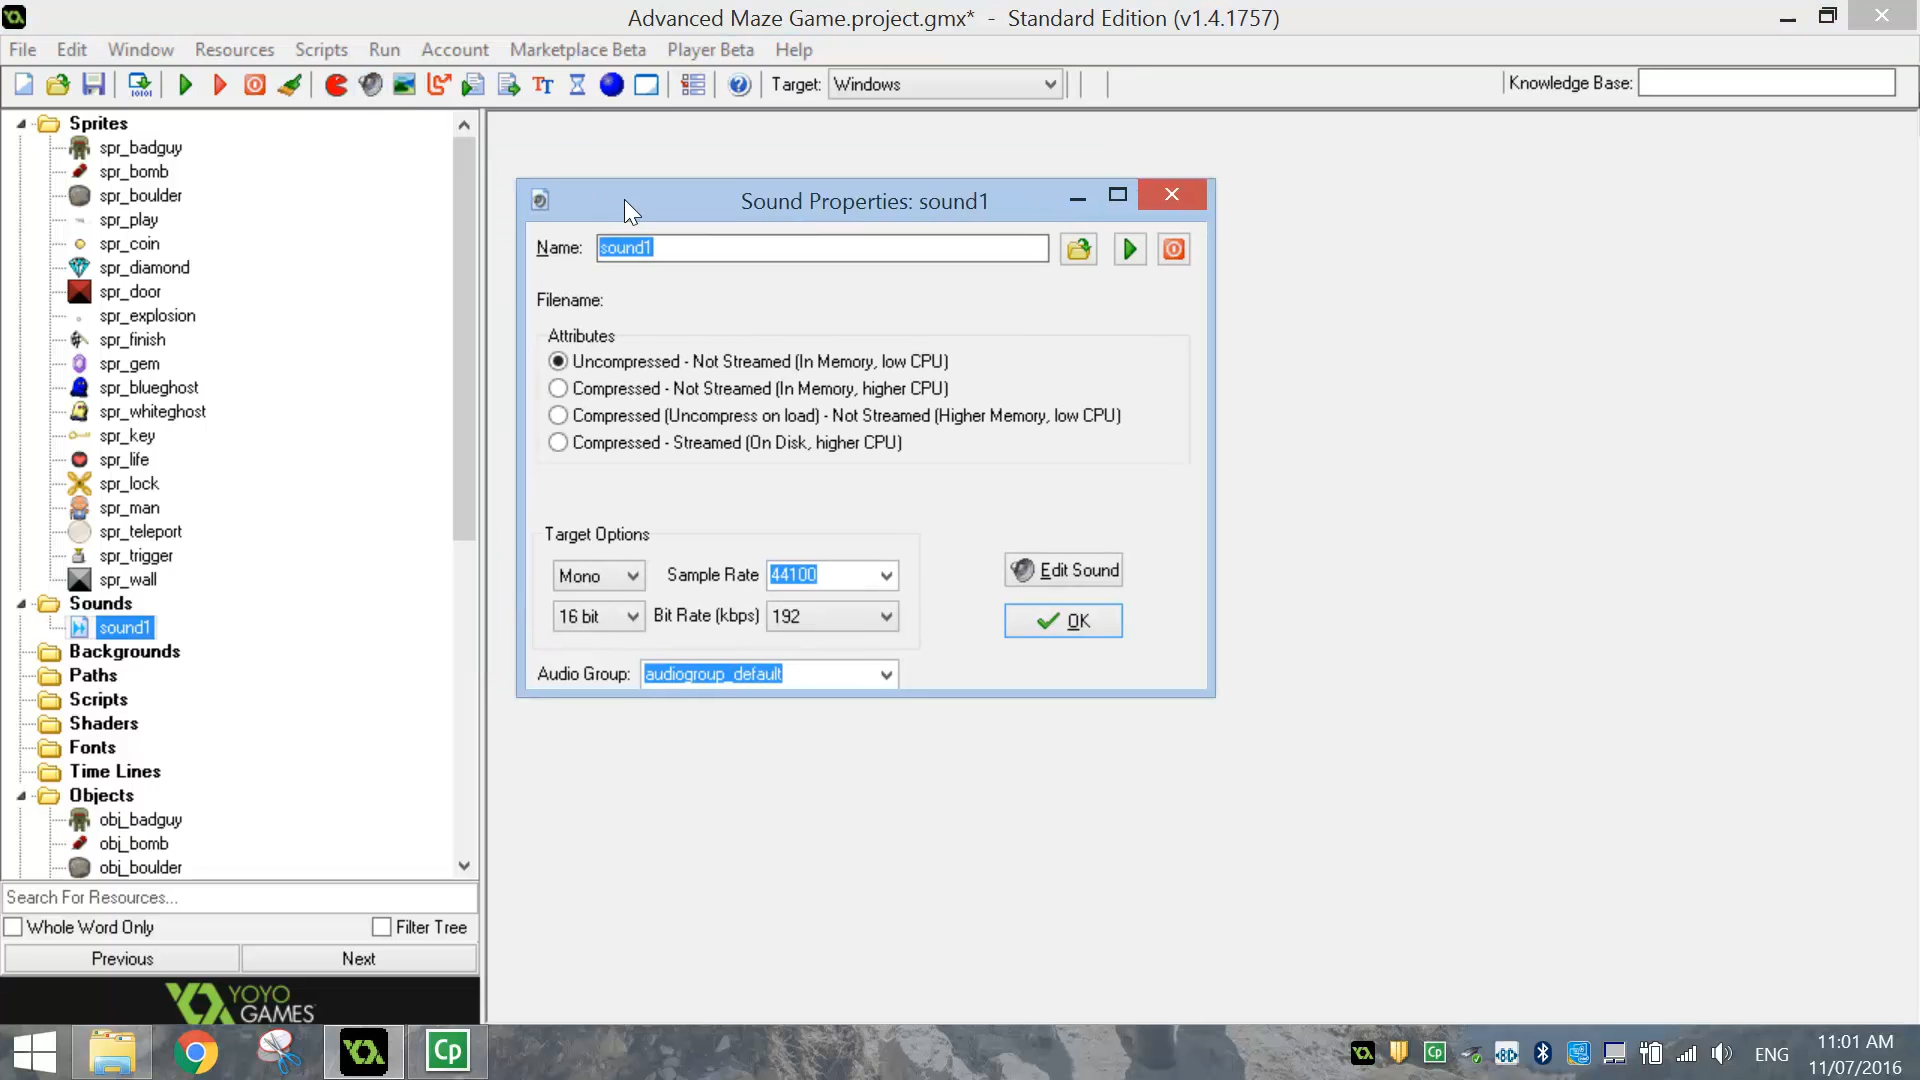 Advanced Maze Game.project.gmx* - Standard Edition (v1.4.1757)
File Edit Window Resources Scripts Run Account Marketplace Beta Player Beta Help
Target: Windows
Knowledge Base:
Sprites
spr_badguy
spr_bomb
spr_boulder
spr_play
spr_coin
spr_diamond
spr_door
spr_explosion
spr_finish
spr_gem
spr_blueghost
spr_whiteghost
spr_key
spr_life
spr_lock
spr_man
spr_teleport
spr_trigger
spr_wall
Sounds
sound1
Backgrounds
Paths
Scripts
Shaders
Fonts
Time Lines
Objects
obj_badguy
obj_bomb
obj_boulder
Search For Resources...
Whole Word Only Filter Tree
Previous Next
YOYO
GAMES
Sound Properties: sound1
Name: sound1
Filename:
Attributes
Uncompressed - Not Streamed (In Memory, low CPU)
Compressed - Not Streamed (In Memory, higher CPU)
Compressed (Uncompress on load) - Not Streamed (Higher Memory, low CPU)
Compressed - Streamed (On Disk, higher CPU)
Target Options
Mono Sample Rate 44100
Edit Sound
16 bit Bit Rate (kbps) 192
OK
Audio Group: audiogroup_default
Cp
Cp
ENG
11:01 AM
11/07/2016